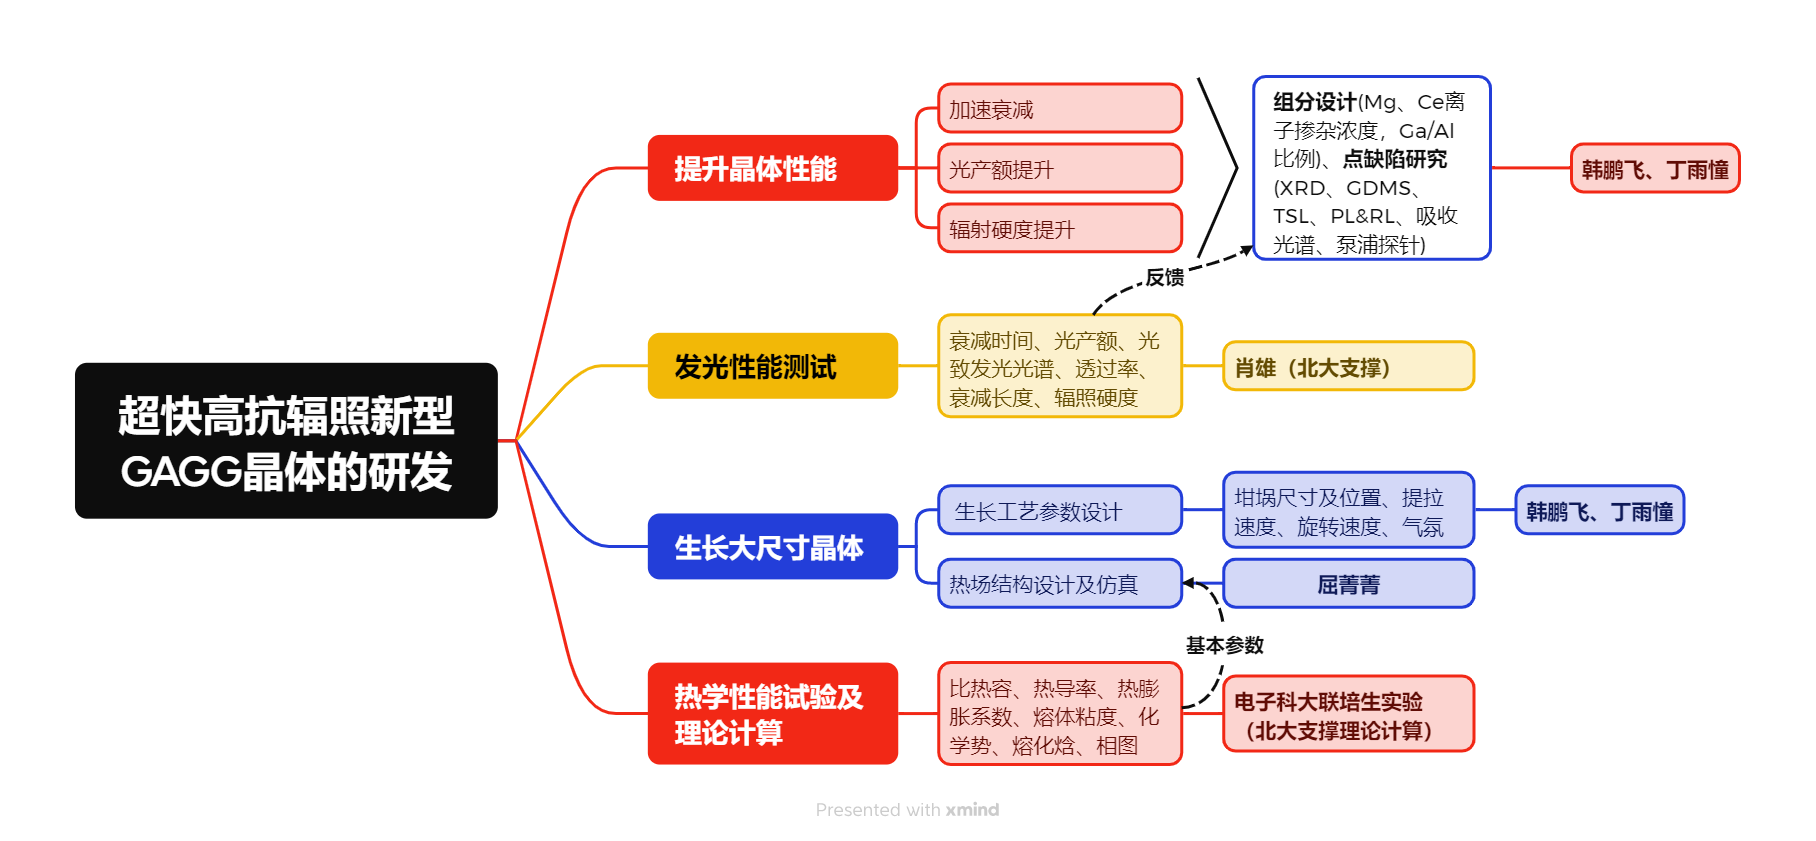 超快高抗辐照新型
GAGG晶体的研发
提升晶体性能
加速衰减
光产额提升
辐射硬度提升
组分设计(Mg、Ce离
子掺杂浓度，Ga/Al
比例)、点缺陷研究
(XRD、GDMS、
TSL、PL&RL、吸收
光谱、泵浦探针)
韩鹏飞、丁雨憧
反馈
发光性能测试
衰减时间、光产额、光
致发光光谱、透过率、
衰减长度、辐照硬度
肖雄（北大支撑）
生长大尺寸晶体
生长工艺参数设计
坩埚尺寸及位置、提拉
速度、旋转速度、气氛
韩鹏飞、丁雨憧
热场结构设计及仿真
屈菁菁
基本参数
热学性能试验及
理论计算
比热容、热导率、热膨
胀系数、熔体粘度、化
学势、熔化焓、相图
电子科大联培生实验
（北大支撑理论计算）
Presented with xmind